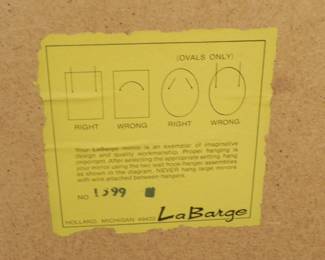 (OVALS ONLY)
RIGHT WRONG RIGHT WRONG
Your LaBarge mirror is an exemplar of imaginative
design and quality workmanship. Proper hanging is
important. After selecting the appropriate setting, hang
your mirror using the two wall hook-hanger assemblies
as shown in the diagram. NEVER hang large mirrors
with wire attached between hangers.
NO. 1399
HOLLAND, MICHIGAN 49423 LaBarge